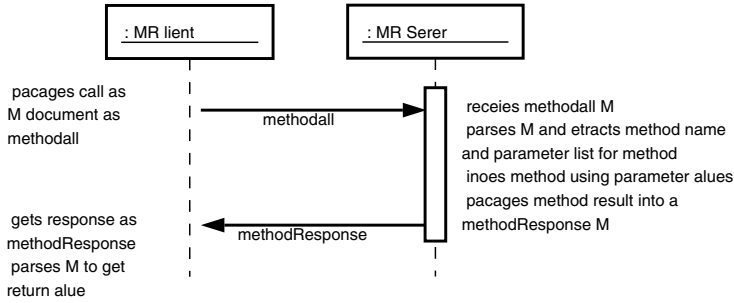 : MR lient
: MR Serer
pacages call as
M document as
methodall
methodall
receies methodall M
parses M and etracts method name
and parameter list for method
inoes method using parameter alues
pacages method result into a
methodResponse M
gets response as
methodResponse
parses M to get
return alue
methodResponse